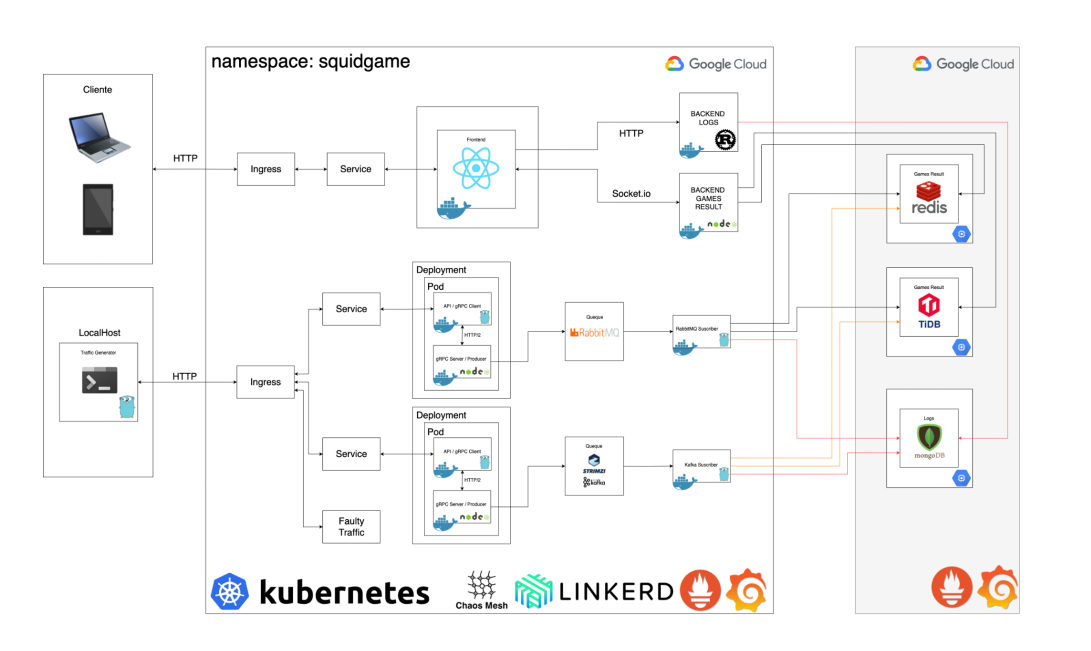 namespace: squidgame
Google Cloud
Google Cloud
Cliente
HTTP
Ingress
Service
Frontend
HTTP
Socket.io
BACKEND
LOGS
BACKEND
GAMES
RESULT
node
Games Result
redis
Games Result
TiDB
Logs
mongoDB
LocalHost
Traffic Generator
HTTP
Ingress
Service
Deployment
Pod
API / gRPC Client
HTTP/2
gRPC Server / Producer
node
Queque
RabbitMQ
RabbitMQ Suscriber
Service
Deployment
Pod
API / gRPC Client
HTTP/2
gRPC Server / Producer
node
Queque
STRIMZI
kafka
Kafka Suscriber
Faulty
Traffic
kubernetes
Chaos Mesh
LINKERD